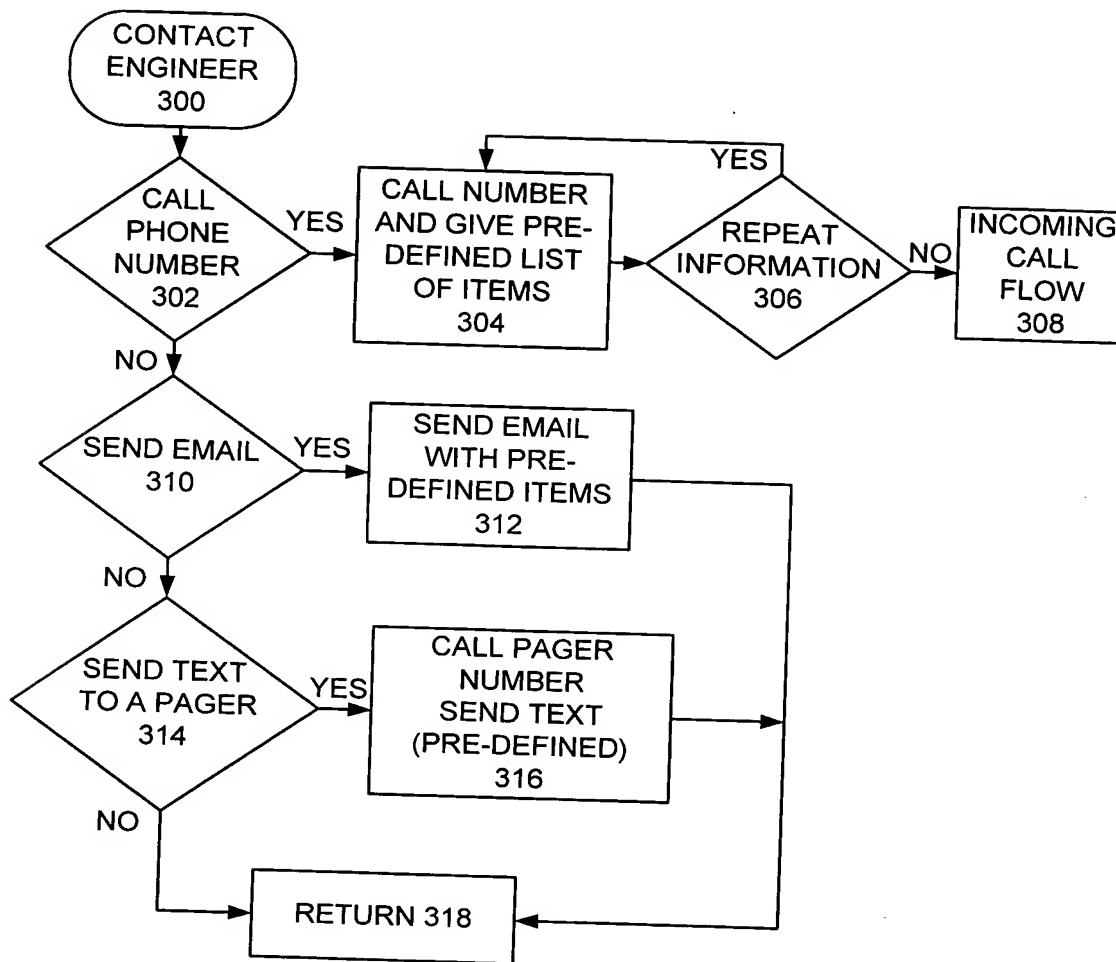 CONTACT
ENGINEER
300
CALL
PHONE
NUMBER
302
YES
CALL NUMBER
AND GIVE PRE-
DEFINED LIST
OF ITEMS
304
YES
REPEAT
INFORMATION
306
NO
INCOMING
CALL
FLOW
308
NO
SEND EMAIL
310
YES
SEND EMAIL
WITH PRE-
DEFINED ITEMS
312
NO
SEND TEXT
TO A PAGER
314
YES
CALL PAGER
NUMBER
SEND TEXT
(PRE-DEFINED)
316
NO
RETURN 318